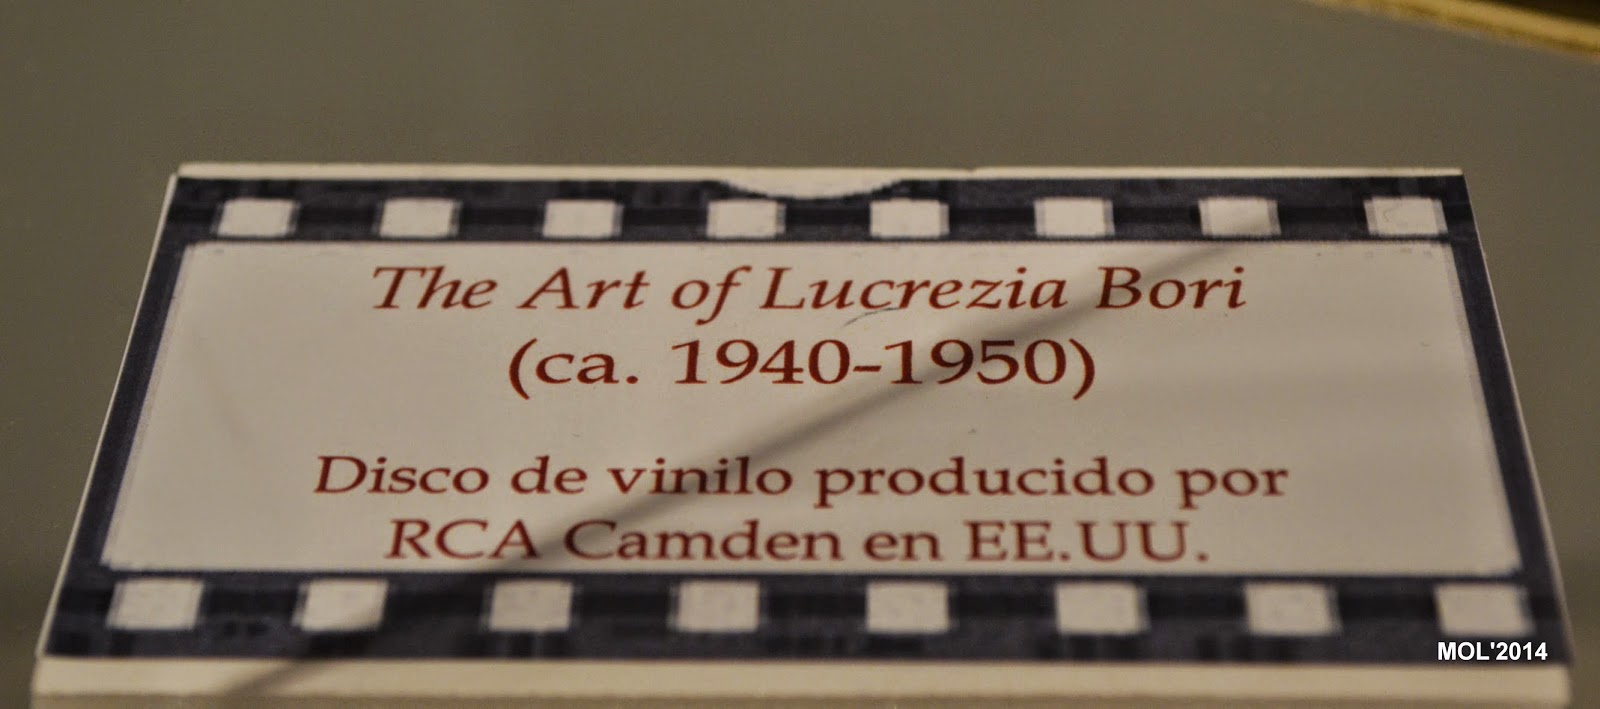 The Art of Lucrezia Bori
(ca. 1940-1950)
Disco de vinilo producido por
RCA Camden en EE.UU.
MOL'2014